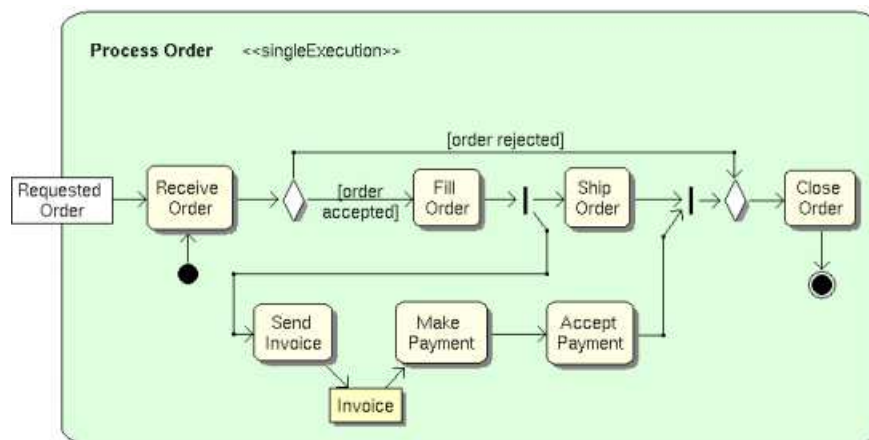 Process Order <<singleExecution>>
[order rejected]
Requested
Order
Receive
Order
[order
accepted]
Fill
Order
Ship
Order
Close
Order
Send
Invoice
Make
Payment
Accept
Payment
Invoice